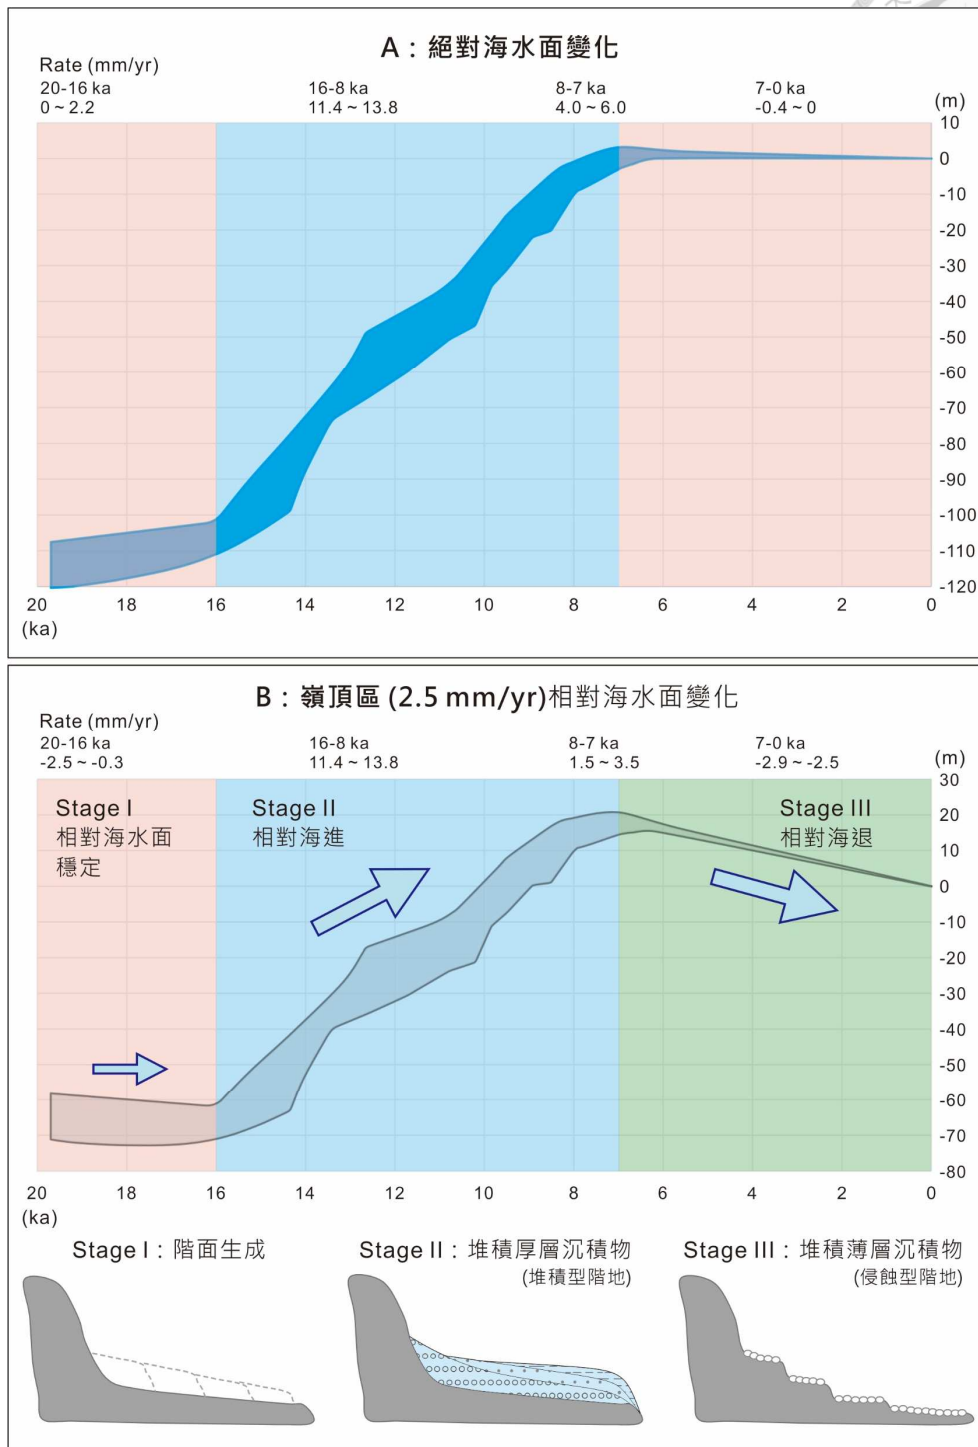 A：絕對海水面變化
Rate (mm/yr)
20-16 ka 16-8 ka 8-7 ka 7-0 ka
0 ~ 2.2 11.4 ~ 13.8 4.0 ~ 6.0 -0.4 ~ 0
(m)
10
0
-10
-20
-30
-40
-50
-60
-70
-80
-90
-100
-110
-120
20 18 16 14 12 10 8 6 4 2 0
(ka)
B：嶺頂區 (2.5 mm/yr)相對海水面變化
Rate (mm/yr)
20-16 ka 16-8 ka 8-7 ka 7-0 ka
-2.5 ~ -0.3 11.4 ~ 13.8 1.5 ~ 3.5 -2.9 ~ -2.5
(m)
Stage I
相對海水面
穩定
Stage II
相對海進
Stage III
相對海退
30
20
10
0
-10
-20
-30
-40
-50
-60
-70
-80
20 18 16 14 12 10 8 6 4 2 0
(ka)
Stage I：階面生成
Stage II：堆積厚層沉積物
(堆積型階地)
Stage III：堆積薄層沉積物
(侵蝕型階地)